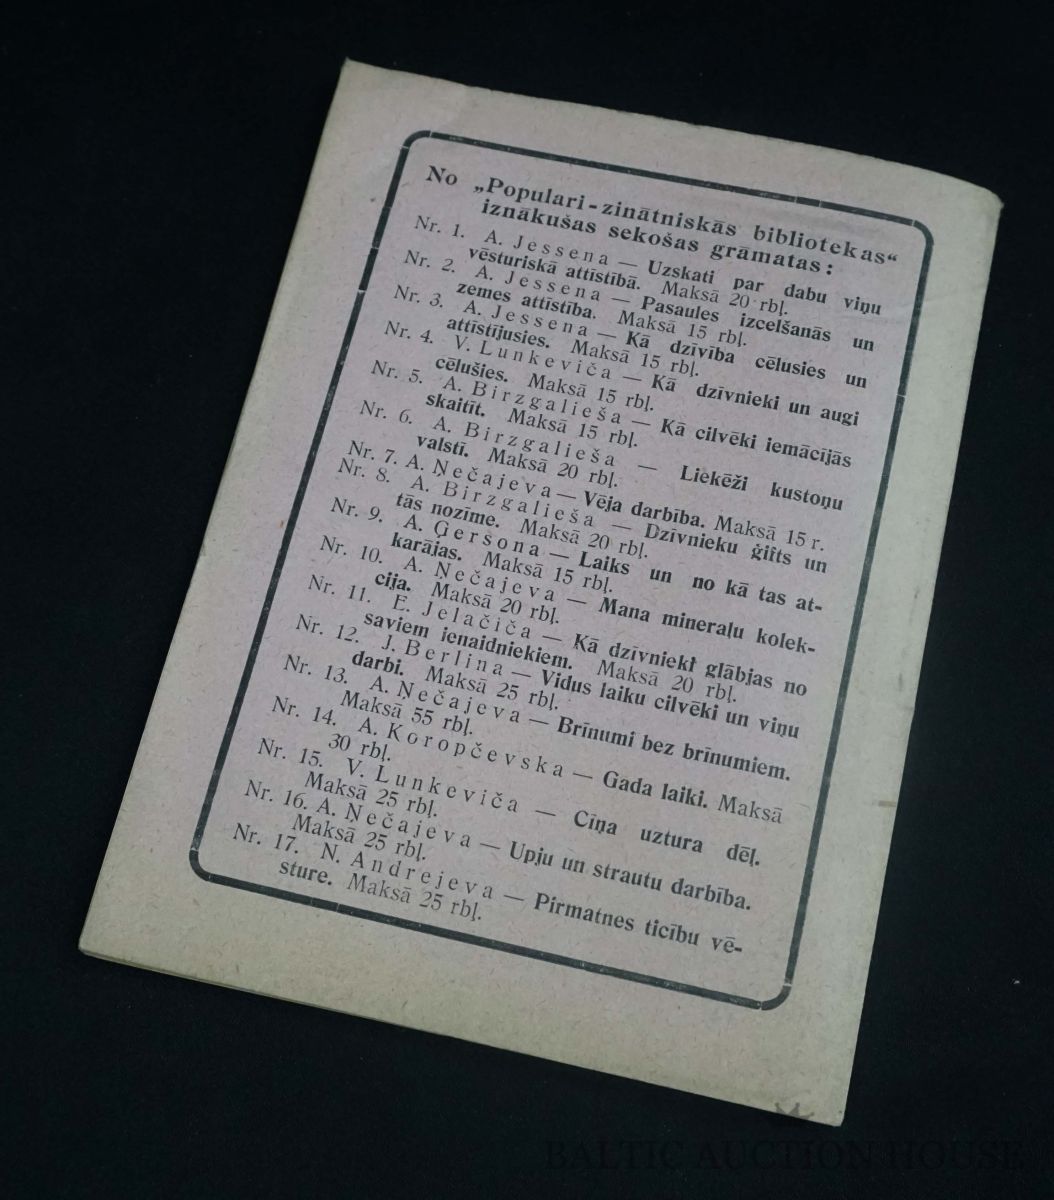 No „Populari-zinātniskās bibliotekas“
iznākušas sekošas grāmatas:
Nr. 1. A. Jessena — Uzskati par dabu viņu
vēsturiskā attīstībā. Maksā 20 rbļ.
Nr. 2. A. Jessena — Pasaules izcelšanās un
zemes attīstība. Maksā 15 rbļ.
Nr. 3. A. Jessena — Kā dzīvība cēlusies un
attīstījusies. Maksā 15 rbļ.
Nr. 4. V. Lunkeviča — Kā dzīvnieki un augi
cēlušies. Maksā 15 rbļ.
Nr. 5. A. Birzgalieša — Kā cilvēki iemācījās
skaitīt. Maksā 15 rbļ.
Nr. 6. A. Birzgalieša — Liekēži kustoņu
valstī. Maksā 20 rbļ.
Nr. 7. A. Ņečajeva — Vēja darbība. Maksā 15 r.
Nr. 8. A. Birzgalieša — Dzīvnieku ģifts un
tās nozīme. Maksā 20 rbļ.
Nr. 9. A. Ģeršona — Laiks un no kā tas at-
karājas. Maksā 15 rbļ.
Nr. 10. A. Ņečajeva — Mana mineraļu kolek-
cija. Maksā 20 rbļ.
Nr. 11. E. Jelačiča — Kā dzīvnieki glābjas no
saviem ienaidniekiem. Maksā 20 rbļ.
Nr. 12. J. Berlina — Vidus laiku cilvēki un viņu
darbi. Maksā 25 rbļ.
Nr. 13. A. Ņečajeva — Brīnumi bez brīnumiem.
Maksā 55 rbļ.
Nr. 14. A. Koropčevska — Gada laiki. Maksā
30 rbļ.
Nr. 15. V. Lunkeviča — Cīņa uztura dēļ.
Maksā 25 rbļ.
Nr. 16. A. Ņečajeva — Upju un strautu darbība.
Maksā 25 rbļ.
Nr. 17. N. Andrejeva — Pirmatnes ticību vē-
sture. Maksā 25 rbļ.
BALTIC AUCTION HOUSE